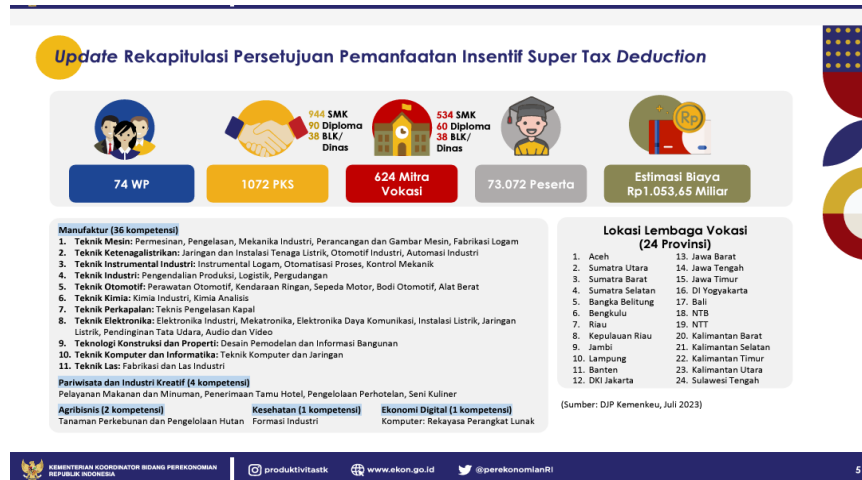 Update Rekapitulasi Persetujuan Pemanfaatan Insentif Super Tax Deduction
944 SMK
90 Diploma
38 BLK/
Dinas
534 SMK
60 Diploma
38 BLK/
Dinas
Rp
74 WP
1072 PKS
624 Mitra
Vokasi
73.072 Peserta
Estimasi Biaya
Rp1.053,65 Miliar
Manufaktur (36 kompetensi)
1. Teknik Mesin: Permesinan, Pengelasan, Mekanika Industri, Perancangan dan Gambar Mesin, Fabrikasi Logam
2. Teknik Ketenagalistrikan: Jaringan dan Instalasi Tenaga Listrik, Otomotif Industri, Automasi Industri
3. Teknik Instrumental Industri: Instrumental Logam, Otomatisasi Proses, Kontrol Mekanik
4. Teknik Industri: Pengendalian Produksi, Logistik, Pergudangan
5. Teknik Otomotif: Perawatan Otomotif, Kendaraan Ringan, Sepeda Motor, Bodi Otomotif, Alat Berat
6. Teknik Kimia: Kimia Industri, Kimia Analisis
7. Teknik Perkapalan: Teknis Pengelasan Kapal
8. Teknik Elektronika: Elektronika Industri, Mekatronika, Elektronika Daya Komunikasi, Instalasi Listrik, Jaringan
Listrik, Pendinginan Tata Udara, Audio dan Video
9. Teknologi Konstruksi dan Properti: Desain Pemodelan dan Informasi Bangunan
10. Teknik Komputer dan Informatika: Teknik Komputer dan Jaringan
11. Teknik Las: Fabrikasi dan Las Industri
Pariwisata dan Industri Kreatif (4 kompetensi)
Pelayanan Makanan dan Minuman, Penerimaan Tamu Hotel, Pengelolaan Perhotelan, Seni Kuliner
Agribisnis (2 kompetensi)
Tanaman Perkebunan dan Pengelolaan Hutan
Kesehatan (1 kompetensi)
Formasi Industri
Ekonomi Digital (1 kompetensi)
Komputer: Rekayasa Perangkat Lunak
Lokasi Lembaga Vokasi
(24 Provinsi)
1. Aceh
2. Sumatra Utara
3. Sumatra Barat
4. Sumatra Selatan
5. Bangka Belitung
6. Bengkulu
7. Riau
8. Kepulauan Riau
9. Jambi
10. Lampung
11. Banten
12. DKI Jakarta
13. Jawa Barat
14. Jawa Tengah
15. Jawa Timur
16. DI Yogyakarta
17. Bali
18. NTB
19. NTT
20. Kalimantan Barat
21. Kalimantan Selatan
22. Kalimantan Timur
23. Kalimantan Utara
24. Sulawesi Tengah
(Sumber: DJP Kemenkeu, Juli 2023)
KEMENTERIAN KOORDINATOR BIDANG PEREKONOMIAN
REPUBLIK INDONESIA
produktivitastk
www.ekon.go.id
@perekonomianRI
5